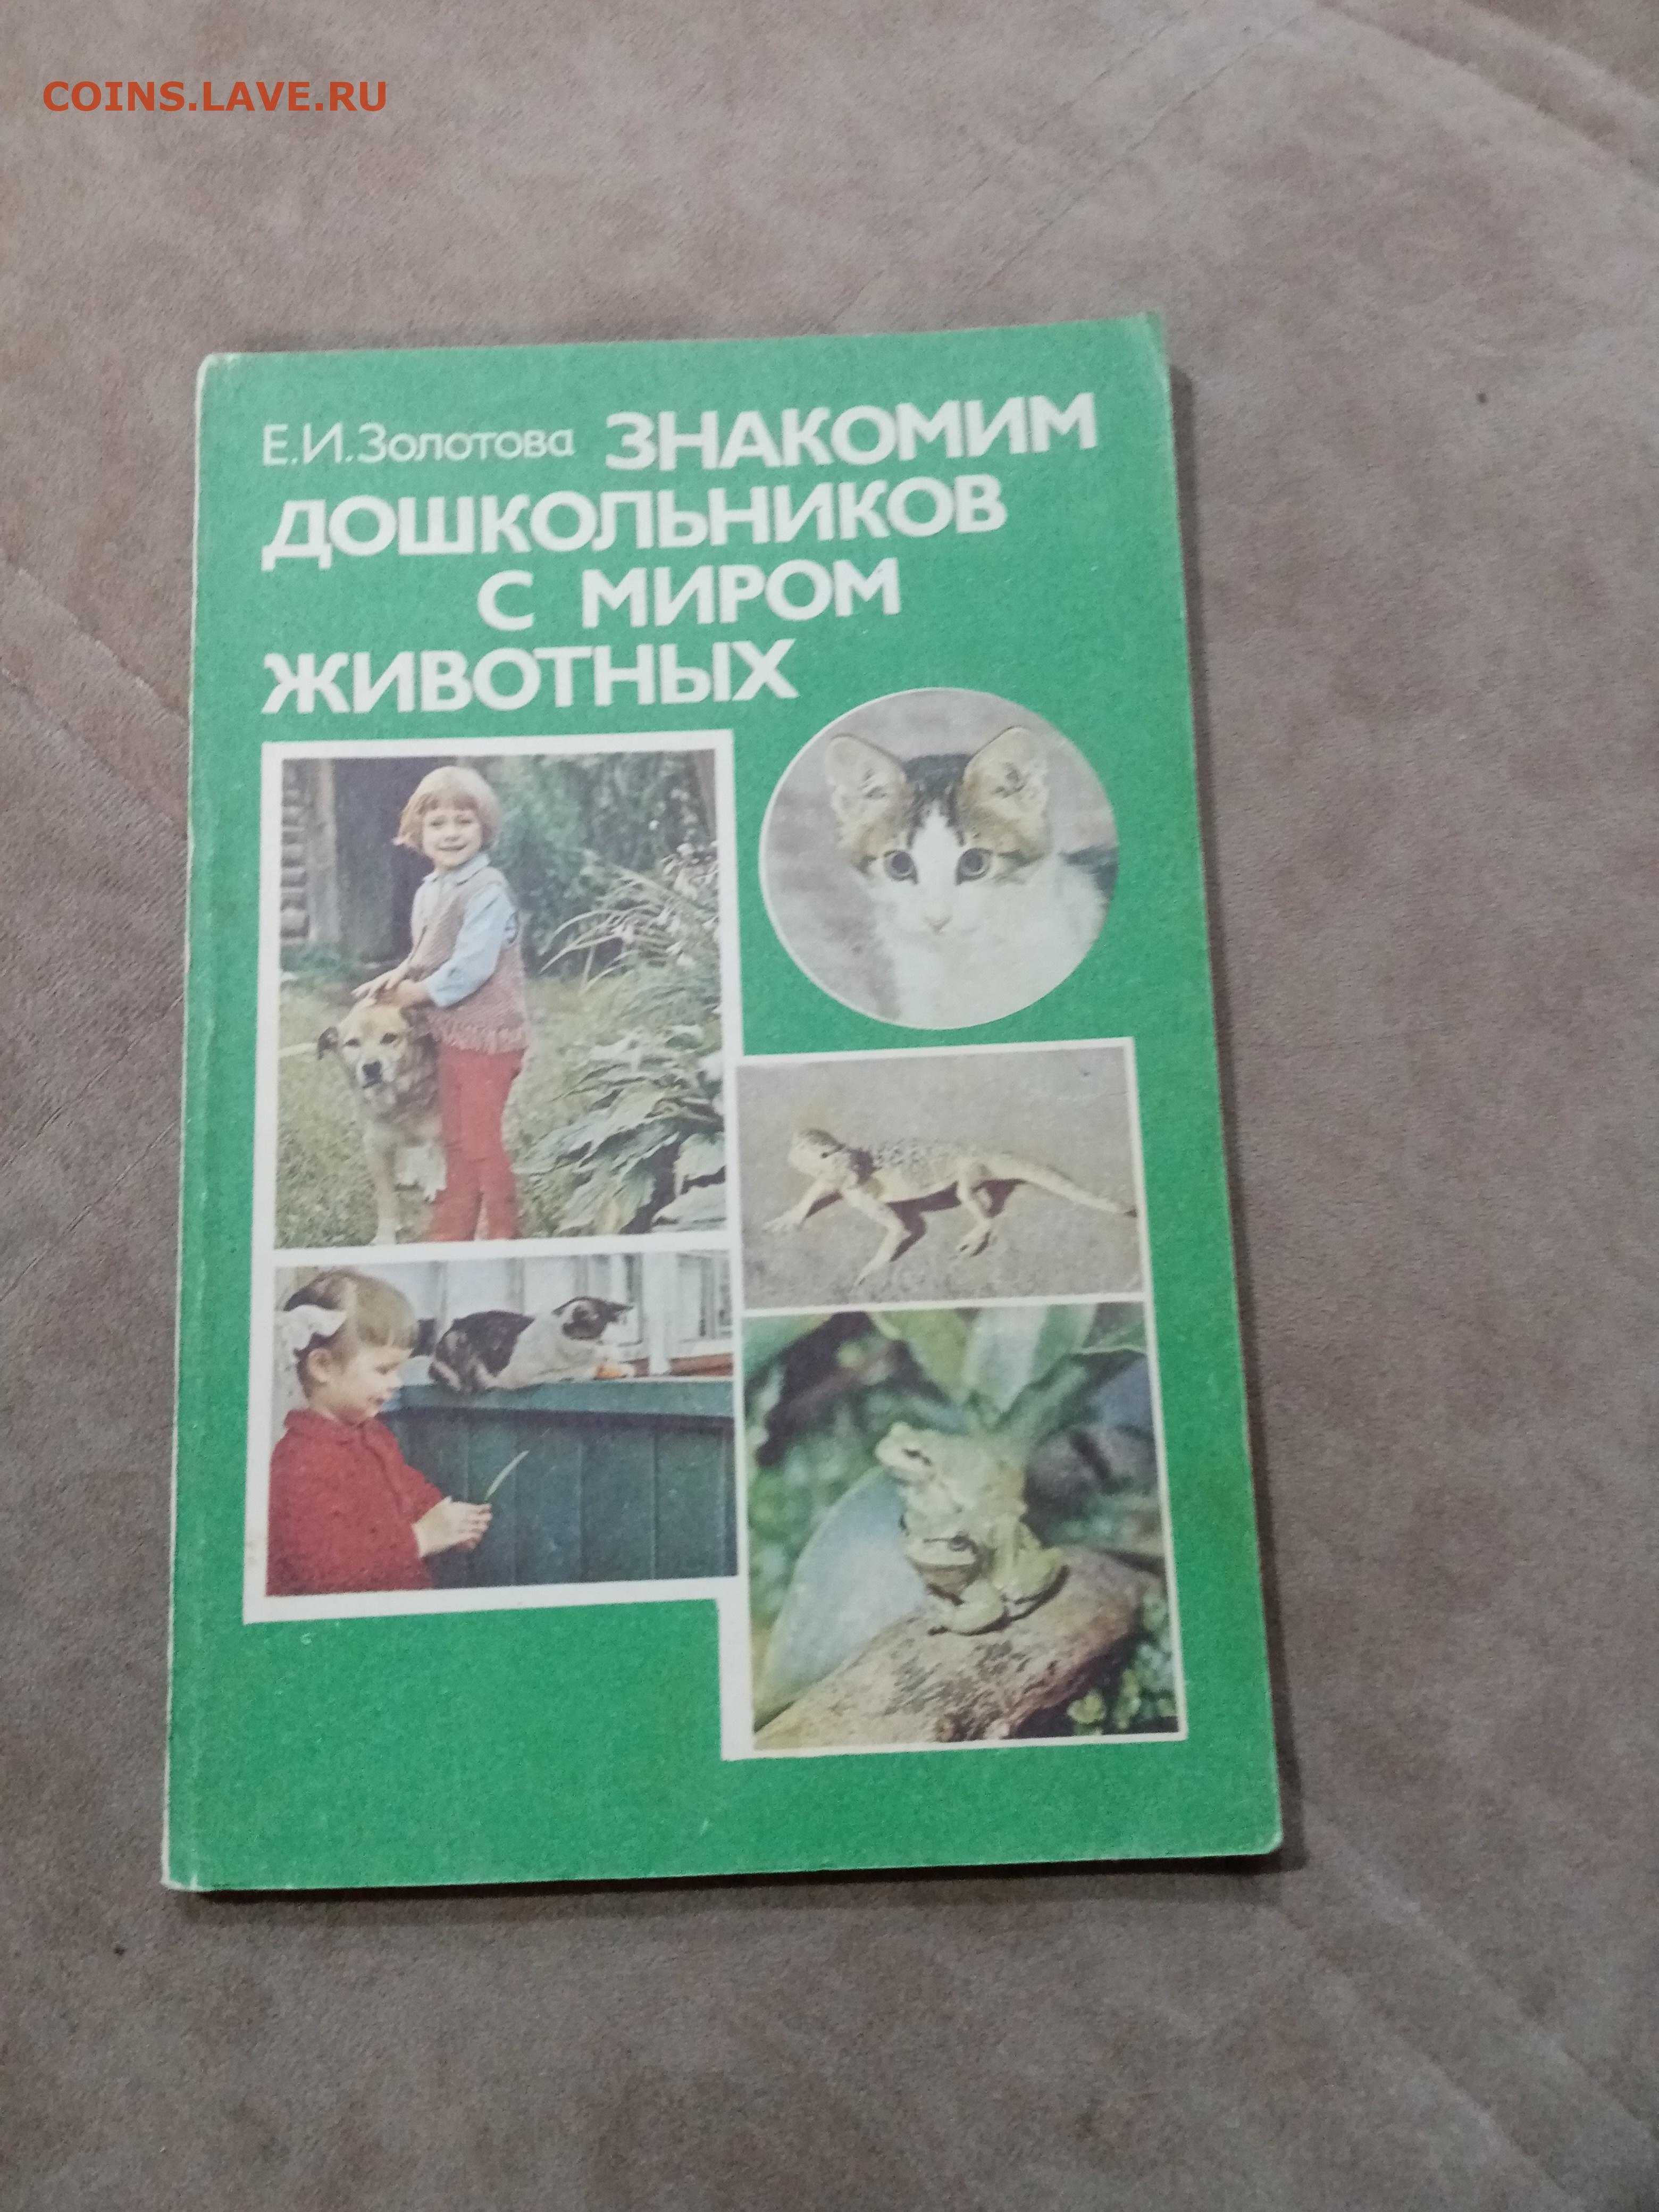 COINS.LAVE.RU
Е.И.Золотова ЗНАКОМИМ
ДОШКОЛЬНИКОВ
С МИРОМ
ЖИВОТНЫХ